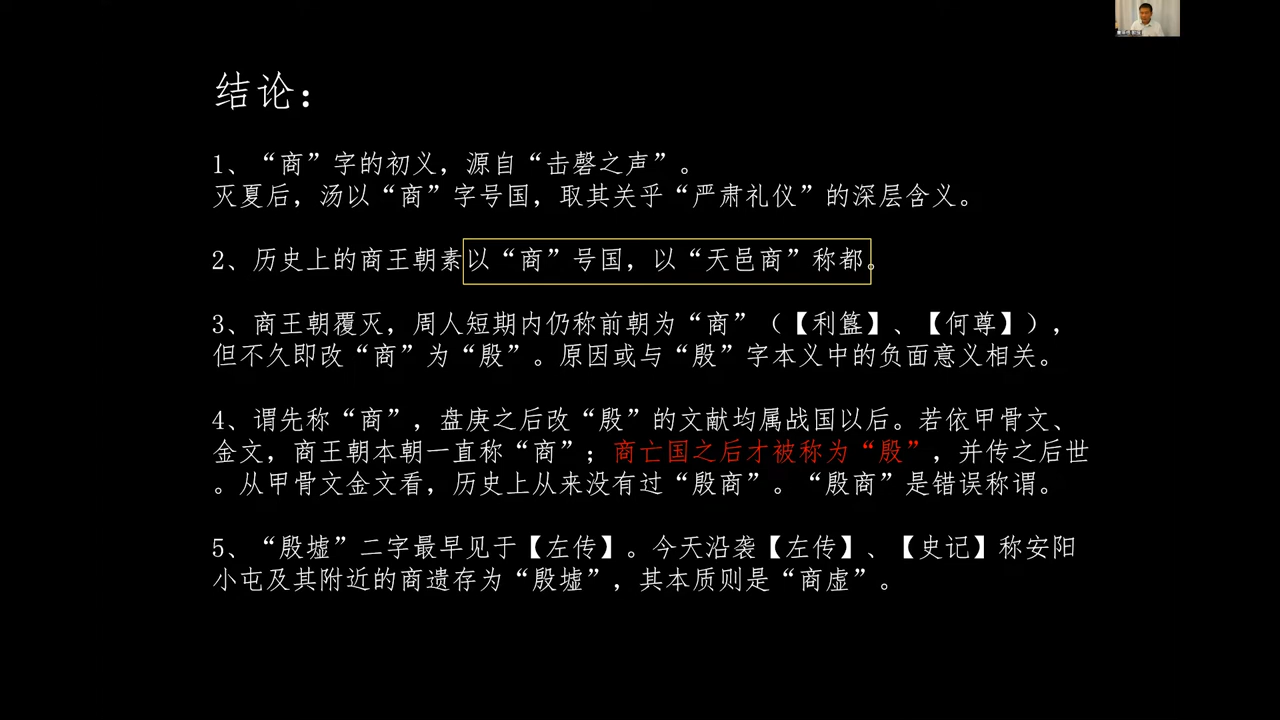 结论：
1、“商”字的初义，源自“击磬之声”。
灭夏后，汤以“商”字号国，取其关乎“严肃礼仪”的深层含义。
2、历史上的商王朝素以“商”号国，以“天邑商”称都。
3、商王朝覆灭，周人短期内仍称前朝为“商”（【利簋】、【何尊】），
但不久即改“商”为“殷”。原因或与“殷”字本义中的负面意义相关。
4、谓先称“商”，盘庚之后改“殷”的文献均属战国以后。若依甲骨文、
金文，商王朝本朝一直称“商”；商亡国之后才被称为“殷”，并传之后世
。从甲骨文金文看，历史上从来没有过“殷商”。“殷商”是错误称谓。
5、“殷墟”二字最早见于【左传】。今天沿袭【左传】、【史记】称安阳
小屯及其附近的商遗存为“殷墟”，其本质则是“商虚”。